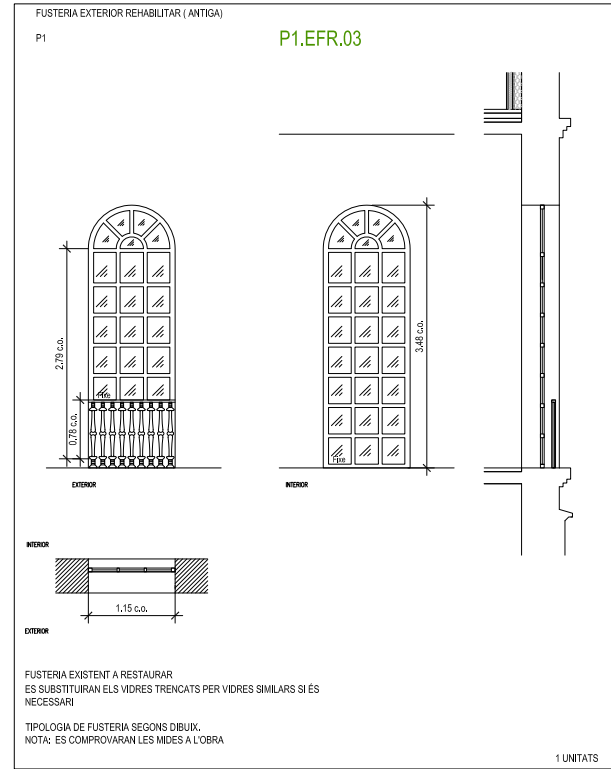 FUSTERIA EXTERIOR REHABILITAR ( ANTIGA)
P1
P1.EFR.03
2.79 c.o.
0.78 c.o.
Fixe
EXTERIOR
3.48 c.o.
Fixe
INTERIOR
INTERIOR
1.15 c.o.
EXTERIOR
FUSTERIA EXISTENT A RESTAURAR
ES SUBSTITUIRAN ELS VIDRES TRENCATS PER VIDRES SIMILARS SI ÉS
NECESSARI
TIPOLOGIA DE FUSTERIA SEGONS DIBUIX.
NOTA: ES COMPROVARAN LES MIDES A L'OBRA
1 UNITATS